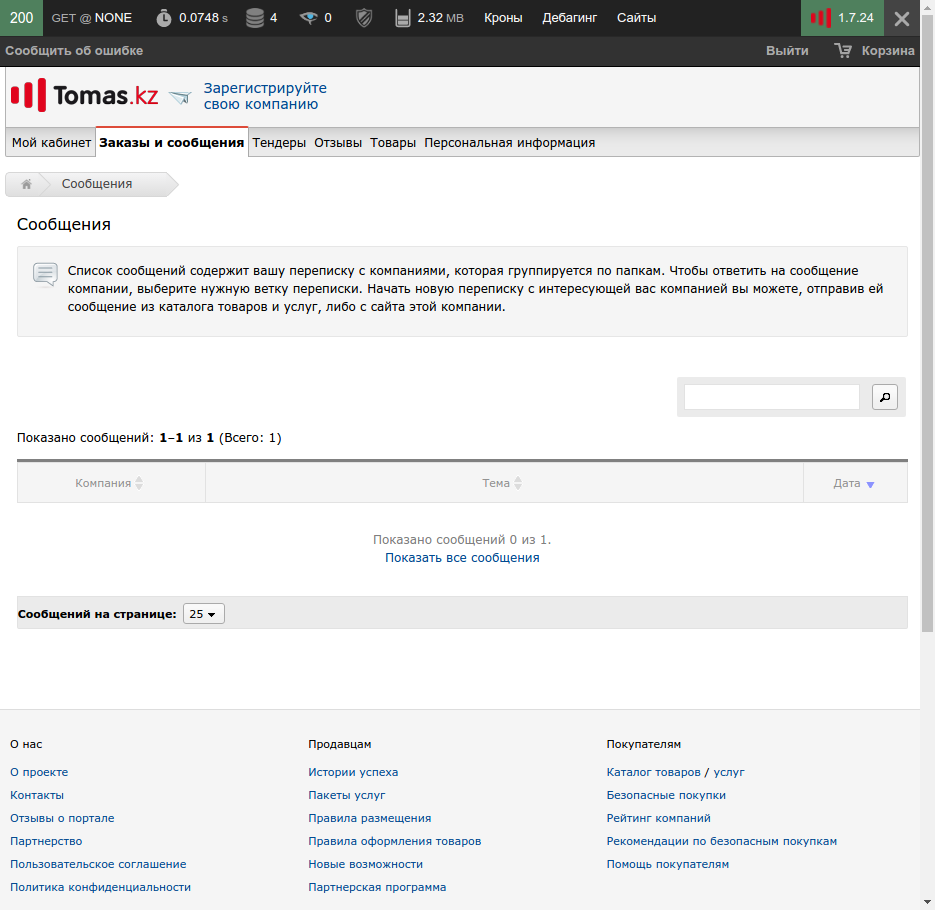 200 GET @ NONE 0.0748 s 4 0 2.32 MB Кроны Дебагинг Сайты 1.7.24
Сообщить об ошибке Выйти Корзина
Tomas.kz
Зарегистрируйте
свою компанию
Мой кабинет Заказы и сообщения Тендеры Отзывы Товары Персональная информация
Сообщения
Сообщения
Список сообщений содержит вашу переписку с компаниями, которая группируется по папкам. Чтобы ответить на сообщение
компании, выберите нужную ветку переписки. Начать новую переписку с интересующей вас компанией вы можете, отправив ей
сообщение из каталога товаров и услуг, либо с сайта этой компании.
Показано сообщений: 1–1 из 1 (Всего: 1)
Компания Тема Дата
Показано сообщений 0 из 1.
Показать все сообщения
Сообщений на странице: 25
О нас
О проекте
Контакты
Отзывы о портале
Партнерство
Пользовательское соглашение
Политика конфиденциальности
Продавцам
Истории успеха
Пакеты услуг
Правила размещения
Правила оформления товаров
Новые возможности
Партнерская программа
Покупателям
Каталог товаров / услуг
Безопасные покупки
Рейтинг компаний
Рекомендации по безопасным покупкам
Помощь покупателям